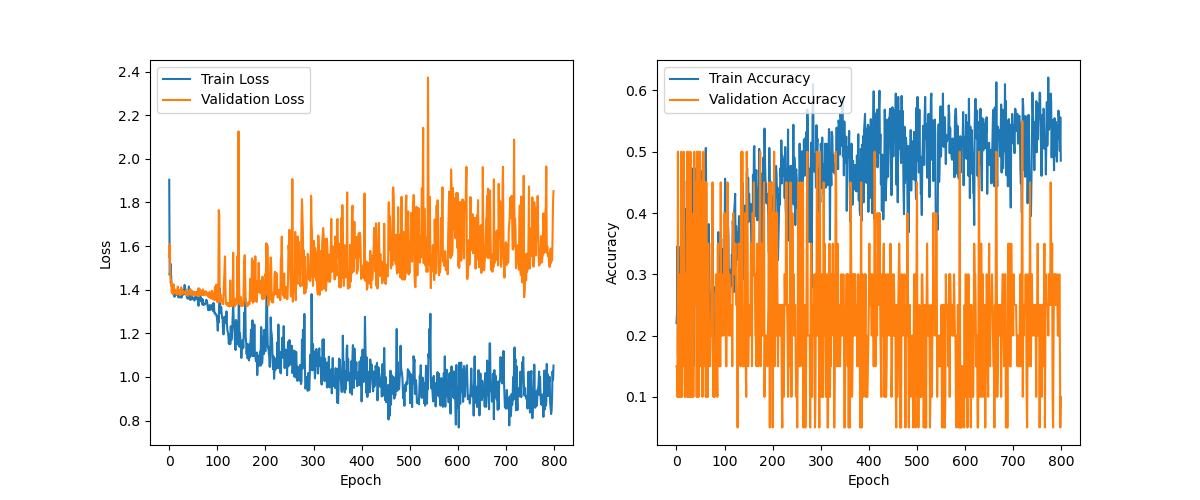 2.4
2.2
2.0
1.8
1.6
1.4
1.2
1.0
0.8
Loss
Train Loss
Validation Loss
0 100 200 300 400 500 600 700 800
Epoch
0.6
0.5
0.4
0.3
0.2
0.1
Accuracy
Train Accuracy
Validation Accuracy
0 100 200 300 400 500 600 700 800
Epoch